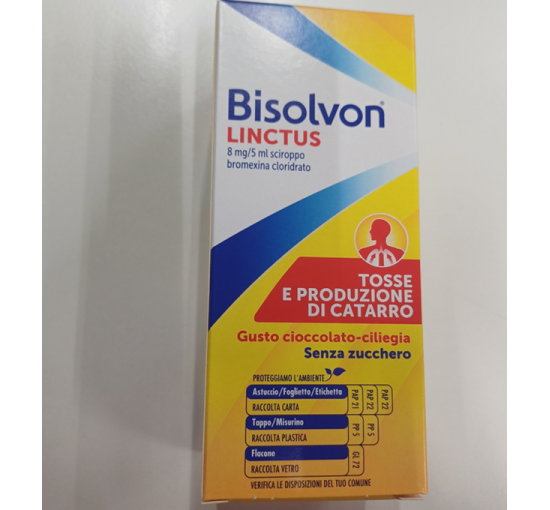 Bisolvon®
LINCTUS
8 mg/5 ml sciroppo
bromexina cloridrato
TOSSE
E PRODUZIONE
DI CATARRO
Gusto cioccolato-ciliegia
Senza zucchero
PROTEGGIAMO L'AMBIENTE
Astuccio/Foglietto/Etichetta
RACCOLTA CARTA
PAP 21
PAP 22
PAP 22
Tappo/Misurino
RACCOLTA PLASTICA
PP 5
PP 5
Flacone
RACCOLTA VETRO
GL 72
VERIFICA LE DISPOSIZIONI DEL TUO COMUNE